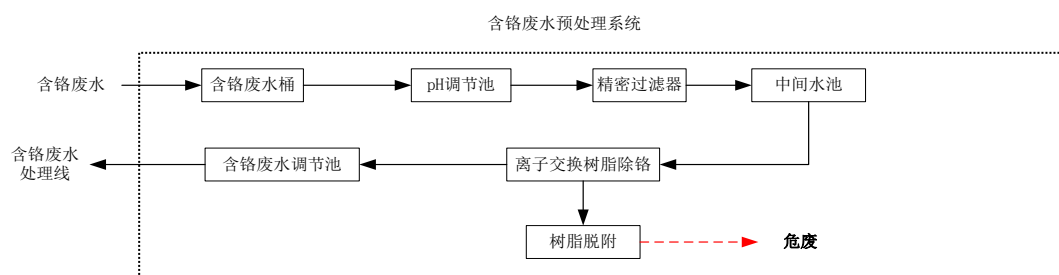 含铬废水预处理系统
含铬废水
含铬废水桶
pH调节池
精密过滤器
中间水池
含铬废水
处理线
含铬废水调节池
离子交换树脂除铬
树脂脱附
危废